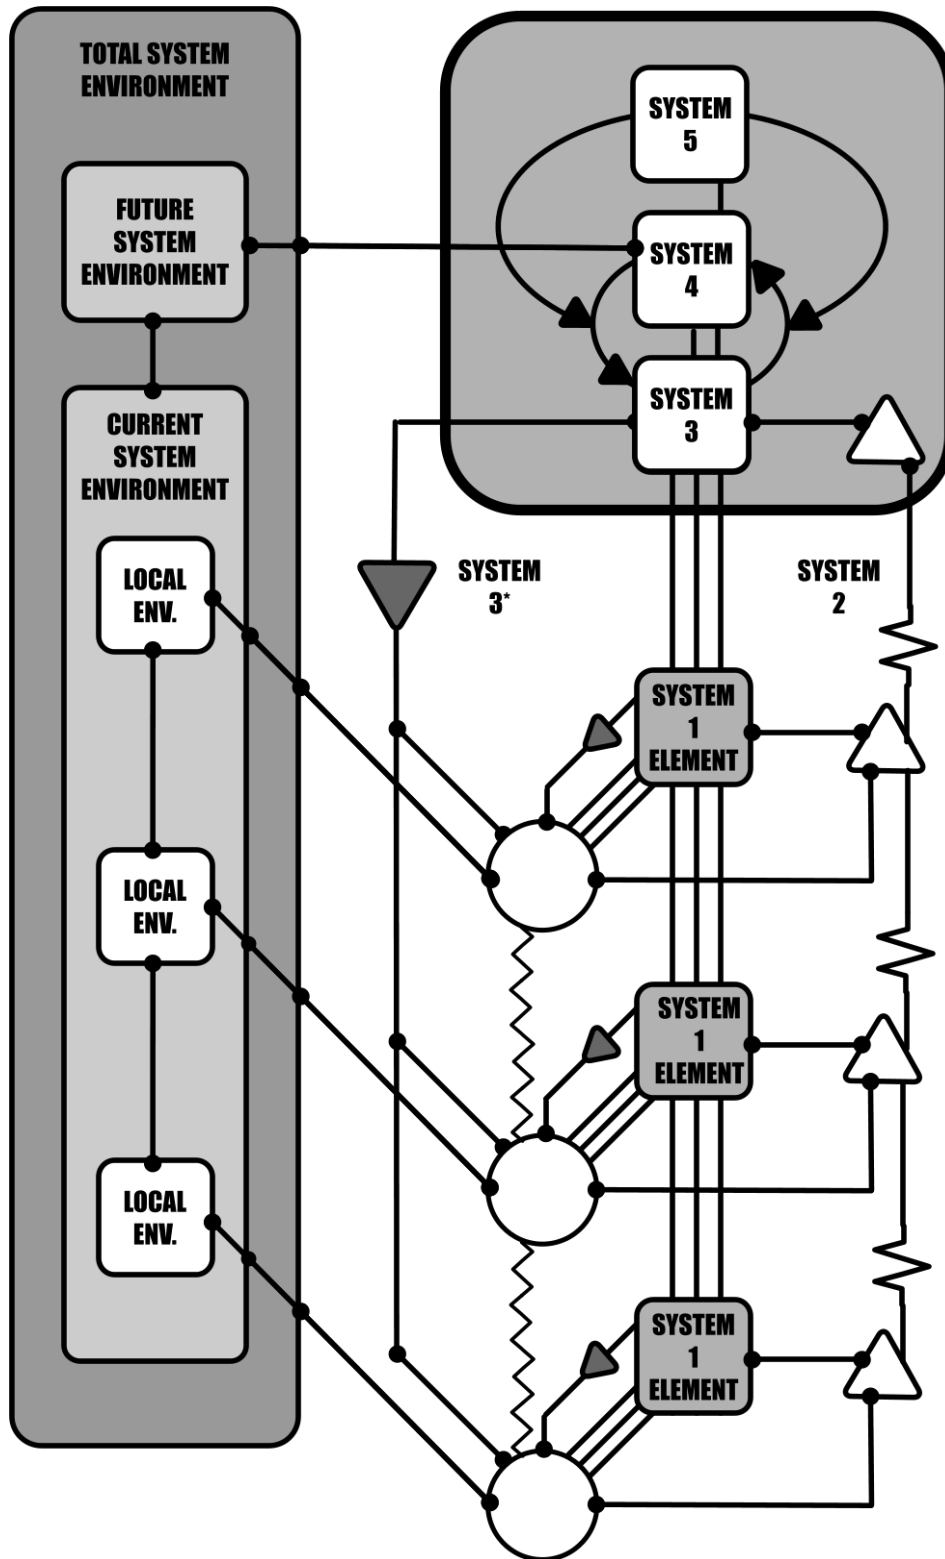 TOTAL SYSTEM
ENVIRONMENT
FUTURE
SYSTEM
ENVIRONMENT
CURRENT
SYSTEM
ENVIRONMENT
LOCAL
ENV.
LOCAL
ENV.
LOCAL
ENV.
SYSTEM
5
SYSTEM
4
SYSTEM
3
SYSTEM
3*
SYSTEM
2
SYSTEM
1
ELEMENT
SYSTEM
1
ELEMENT
SYSTEM
1
ELEMENT